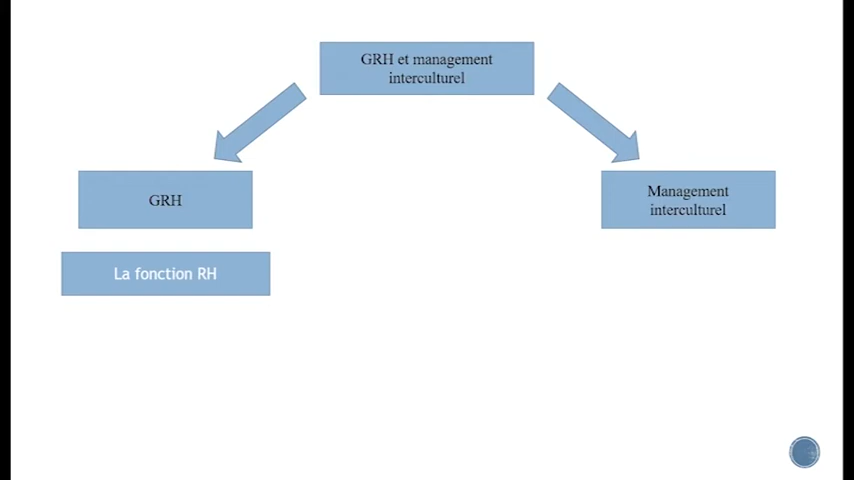 GRH et management
interculturel
GRH
Management
interculturel
La fonction RH